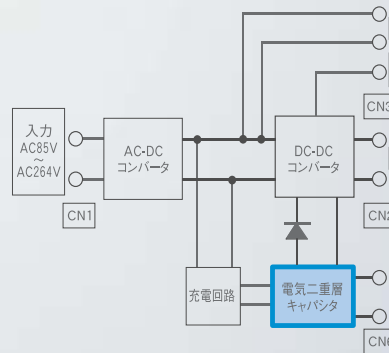 入力
AC85V
～
AC264V
CN1
AC-DC
コンバータ
DC-DC
コンバータ
CN3
CN2
充電回路
電気二重層
キャパシタ